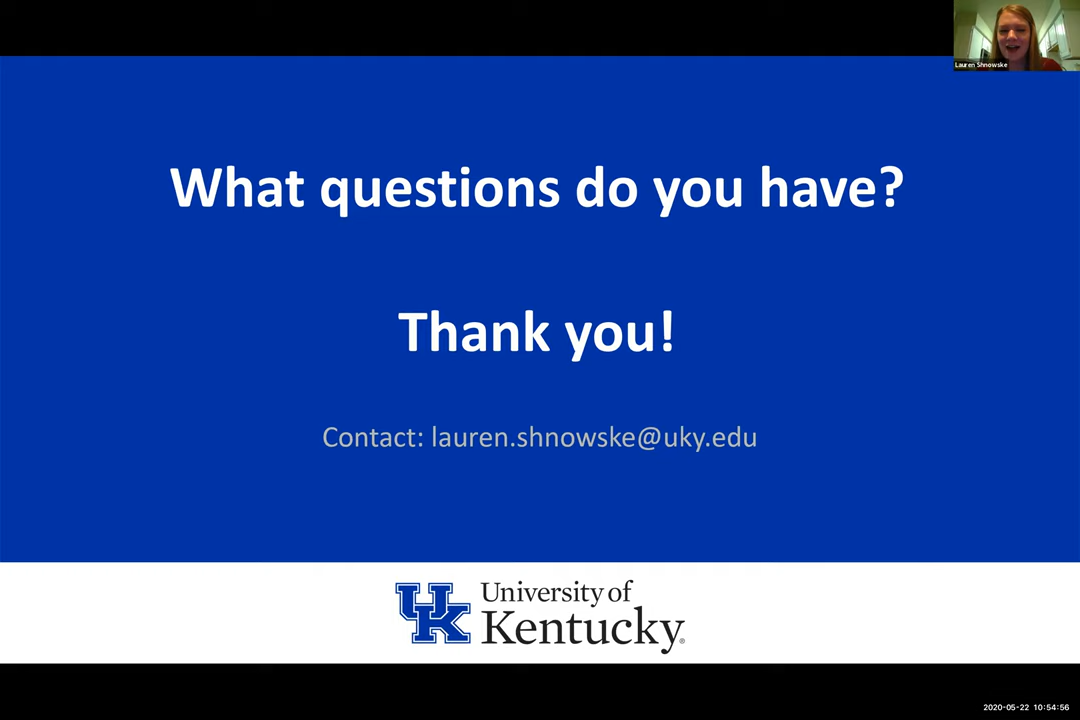 Lauren Shnowske
What questions do you have?
Thank you!
Contact: lauren.shnowske@uky.edu
UK
University of
Kentucky®
2020-05-22 10:54:56